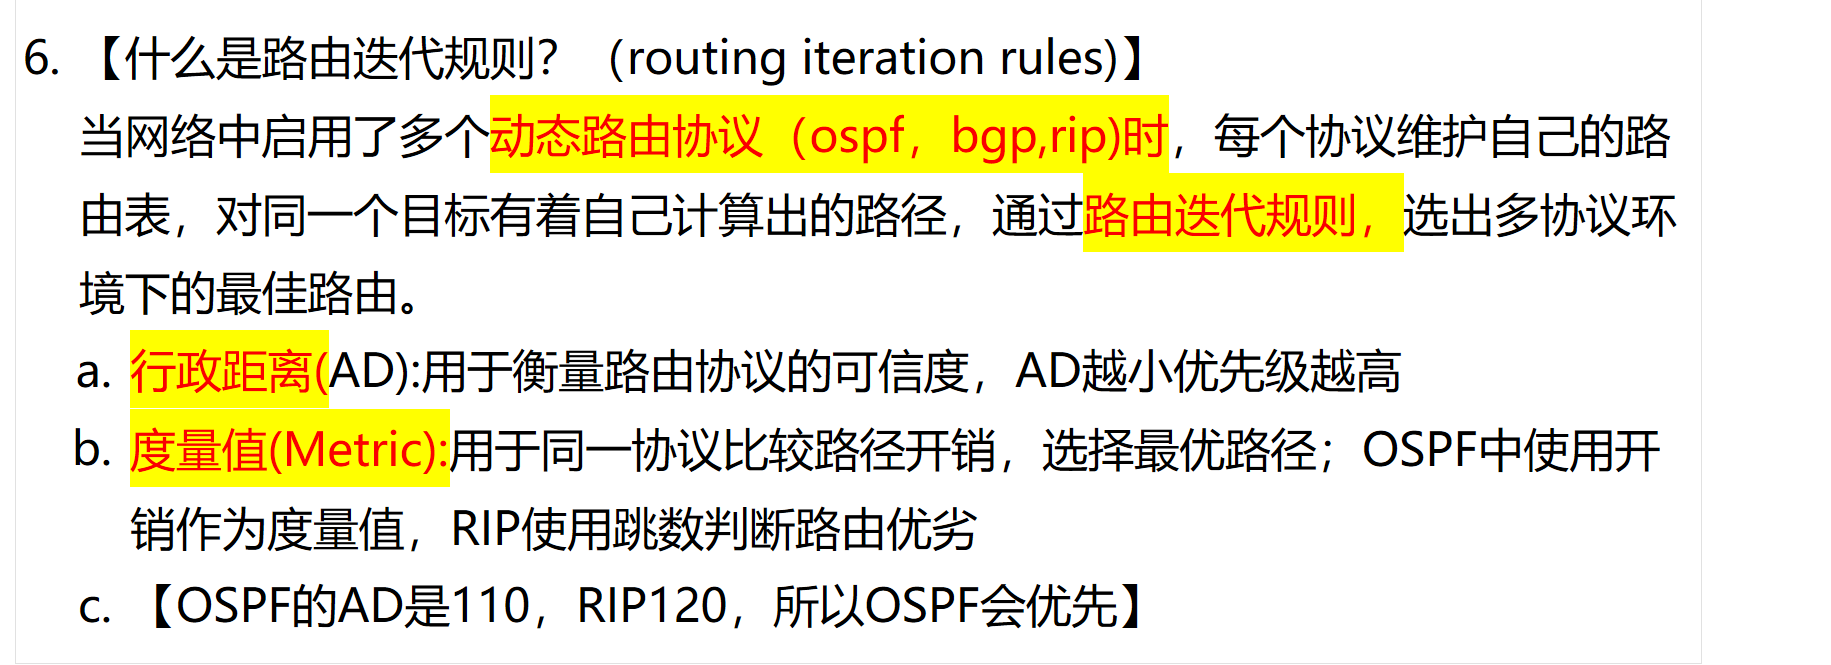 6. 【什么是路由迭代规则？（routing iteration rules)】
当网络中启用了多个动态路由协议（ospf，bgp,rip)时，每个协议维护自己的路
由表，对同一个目标有着自己计算出的路径，通过路由迭代规则，选出多协议环
境下的最佳路由。
a. 行政距离(AD):用于衡量路由协议的可信度，AD越小优先级越高
b. 度量值(Metric):用于同一协议比较路径开销，选择最优路径；OSPF中使用开
销作为度量值，RIP使用跳数判断路由优劣
c. 【OSPF的AD是110，RIP120，所以OSPF会优先】